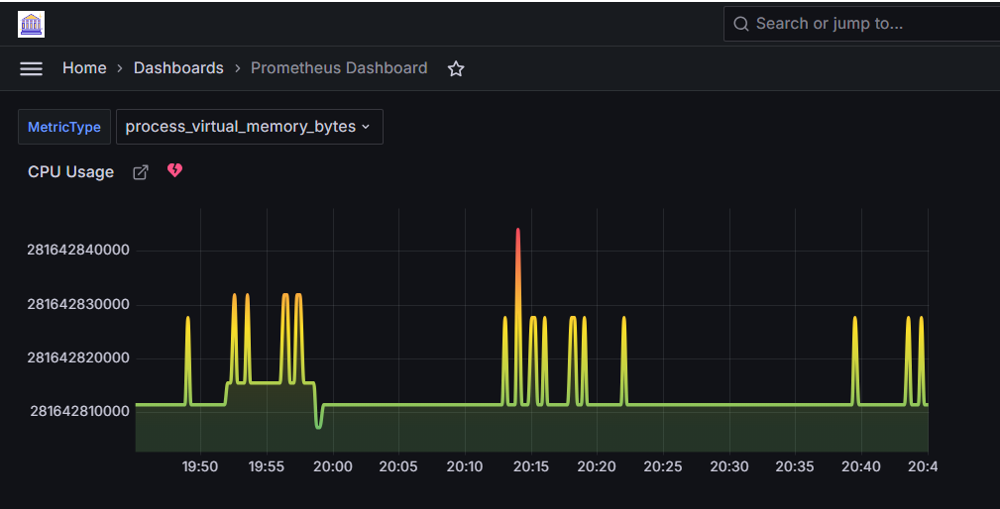 Search or jump to...
Home > Dashboards > Prometheus Dashboard
MetricType process_virtual_memory_bytes
CPU Usage
281642840000
281642830000
281642820000
281642810000
19:50 19:55 20:00 20:05 20:10 20:15 20:20 20:25 20:30 20:35 20:40 20:4